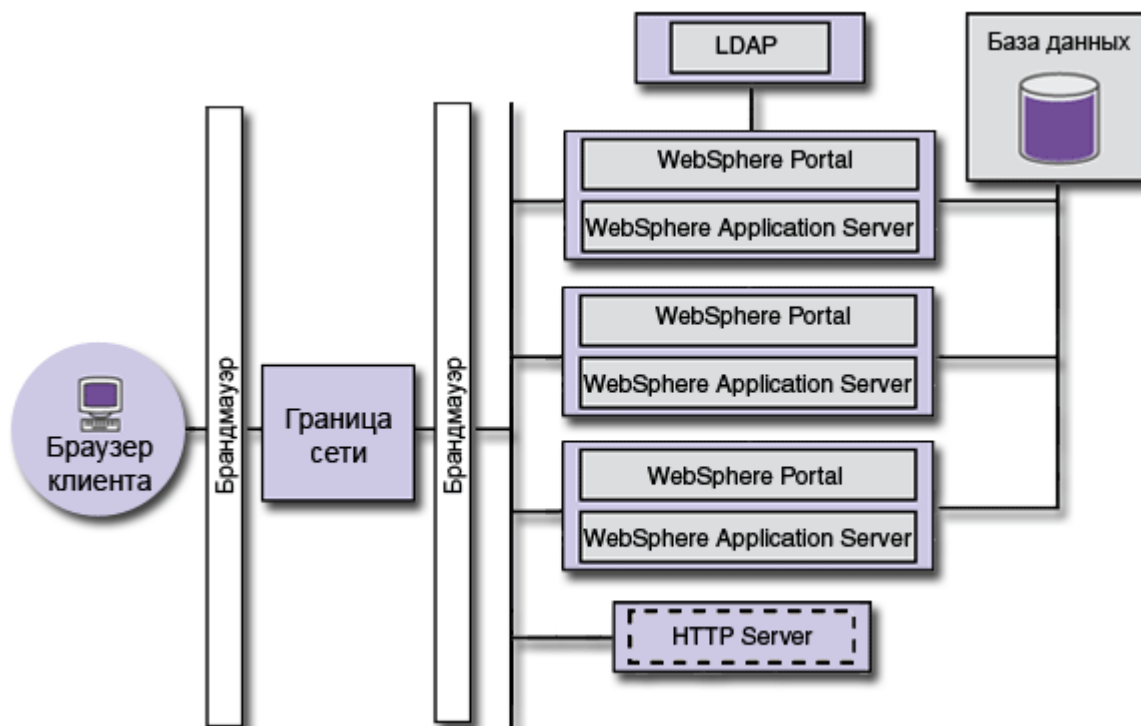 LDAP
База данных
WebSphere Portal
WebSphere Application Server
WebSphere Portal
WebSphere Application Server
Браузер
клиента
Брандмауэр
Граница
сети
Брандмауэр
WebSphere Portal
WebSphere Application Server
HTTP Server